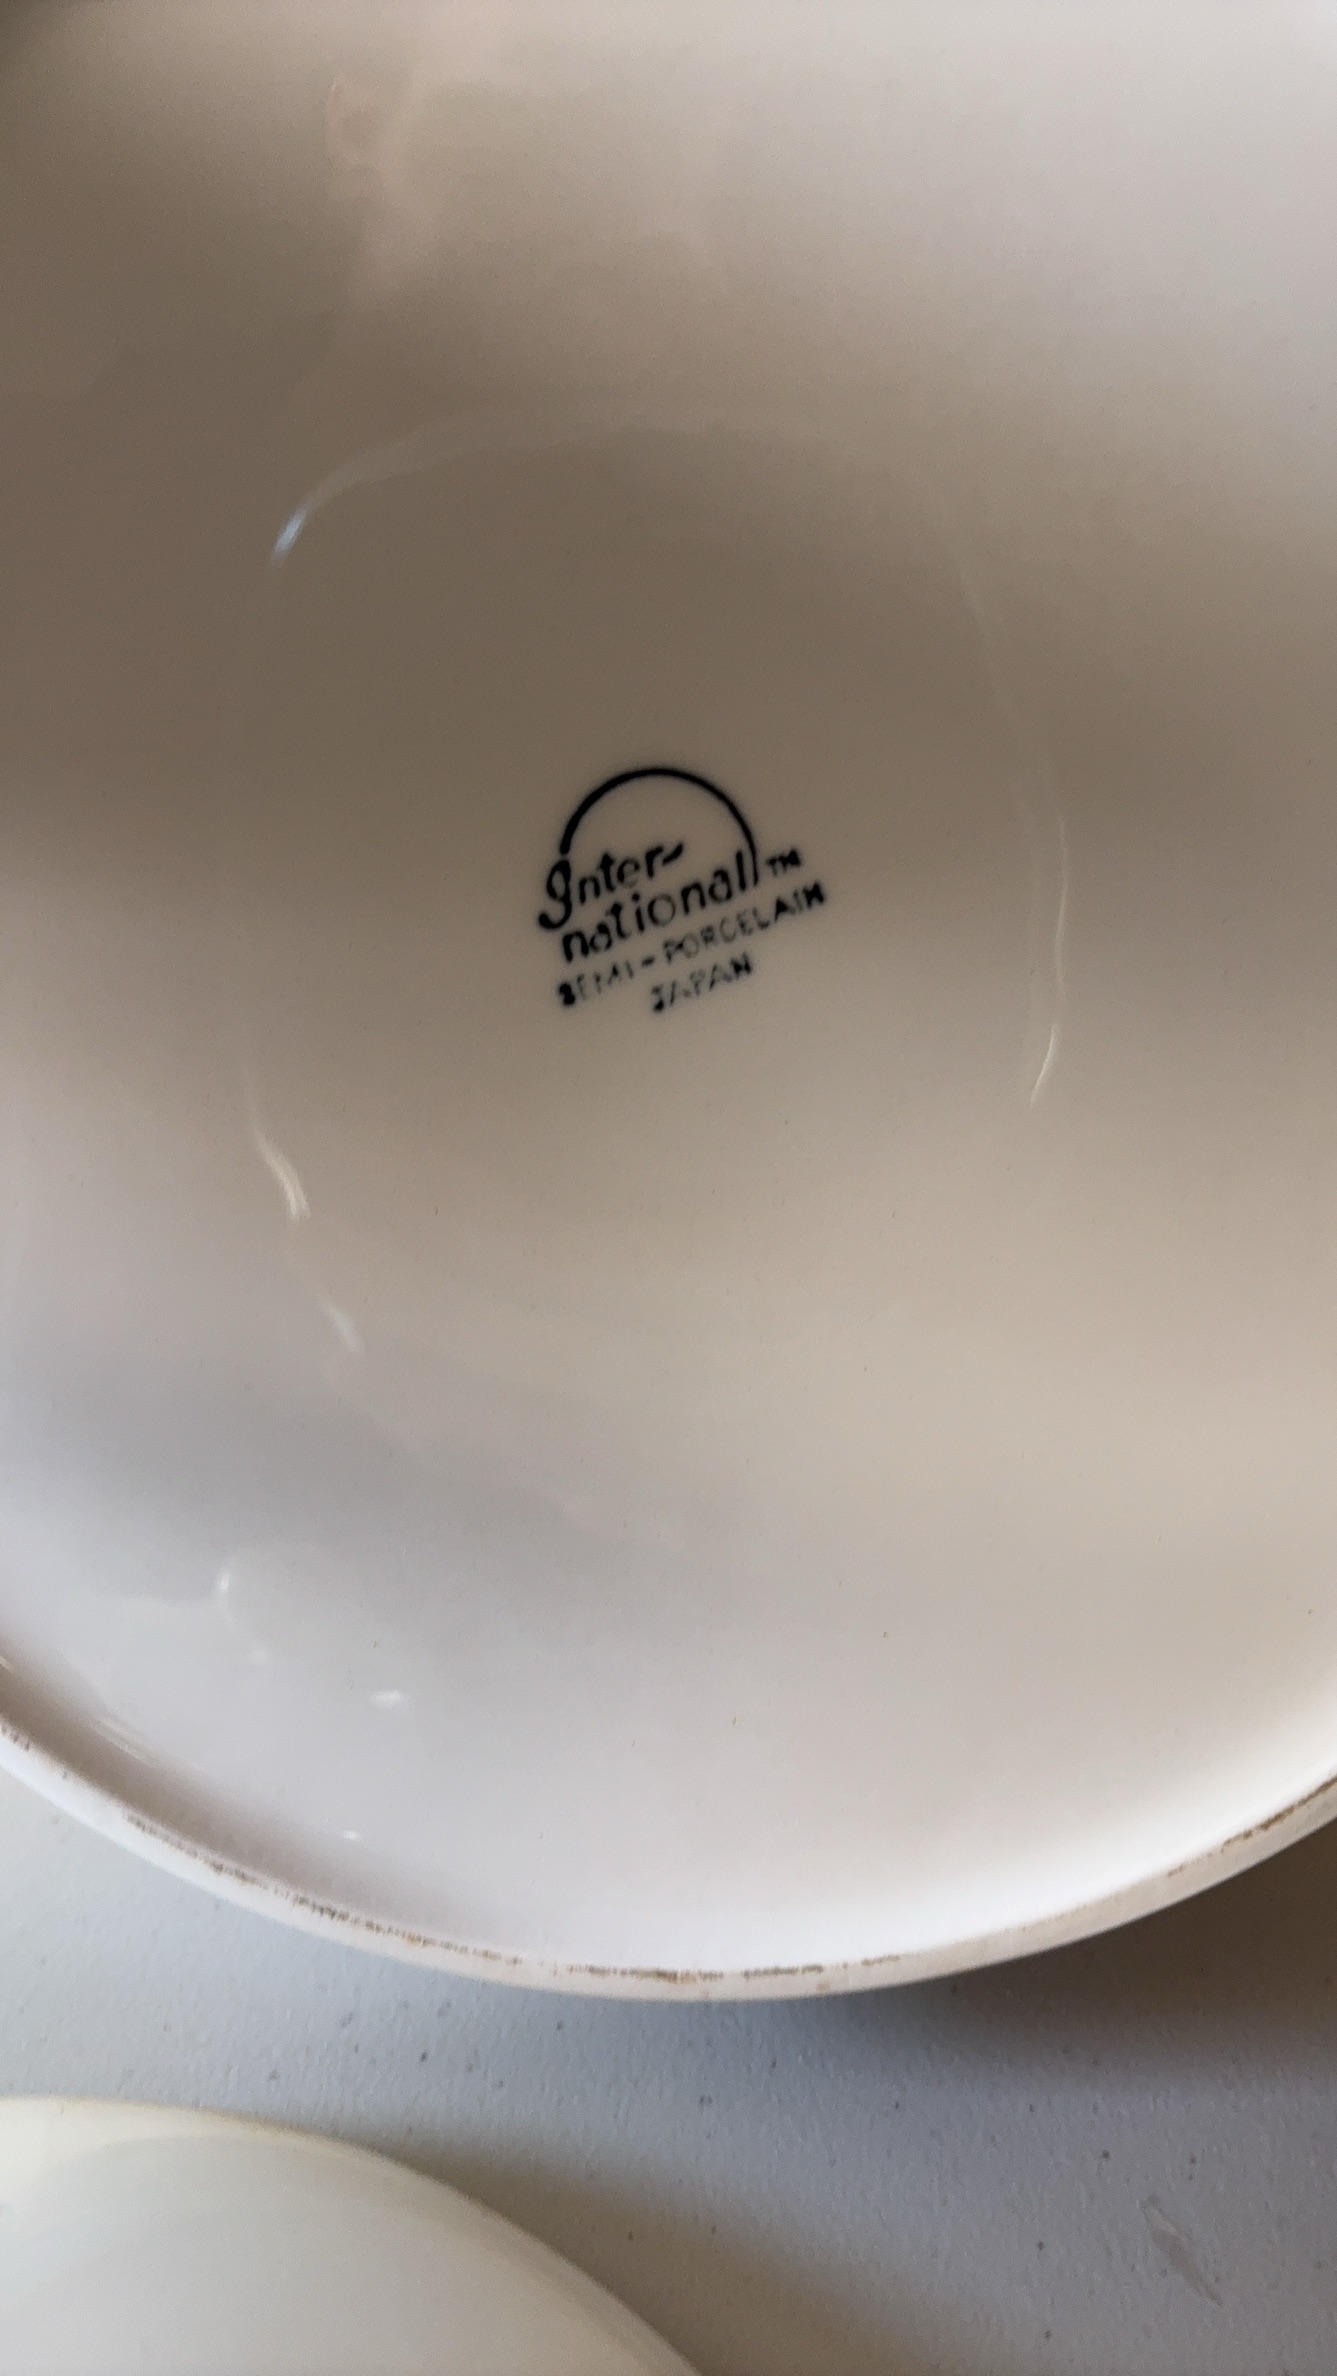 Inter-
national™
SEMI-PORCELAIN
JAPAN